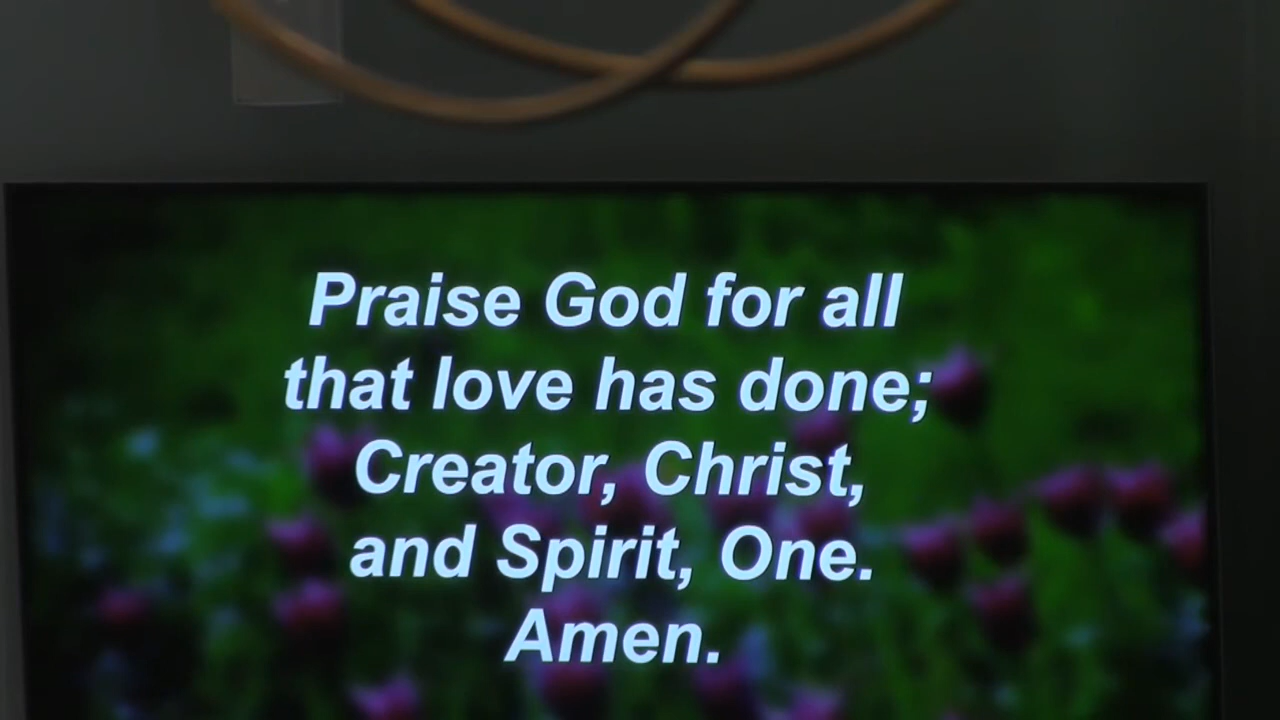 Praise God for all
that love has done;
Creator, Christ,
and Spirit, One.
Amen.